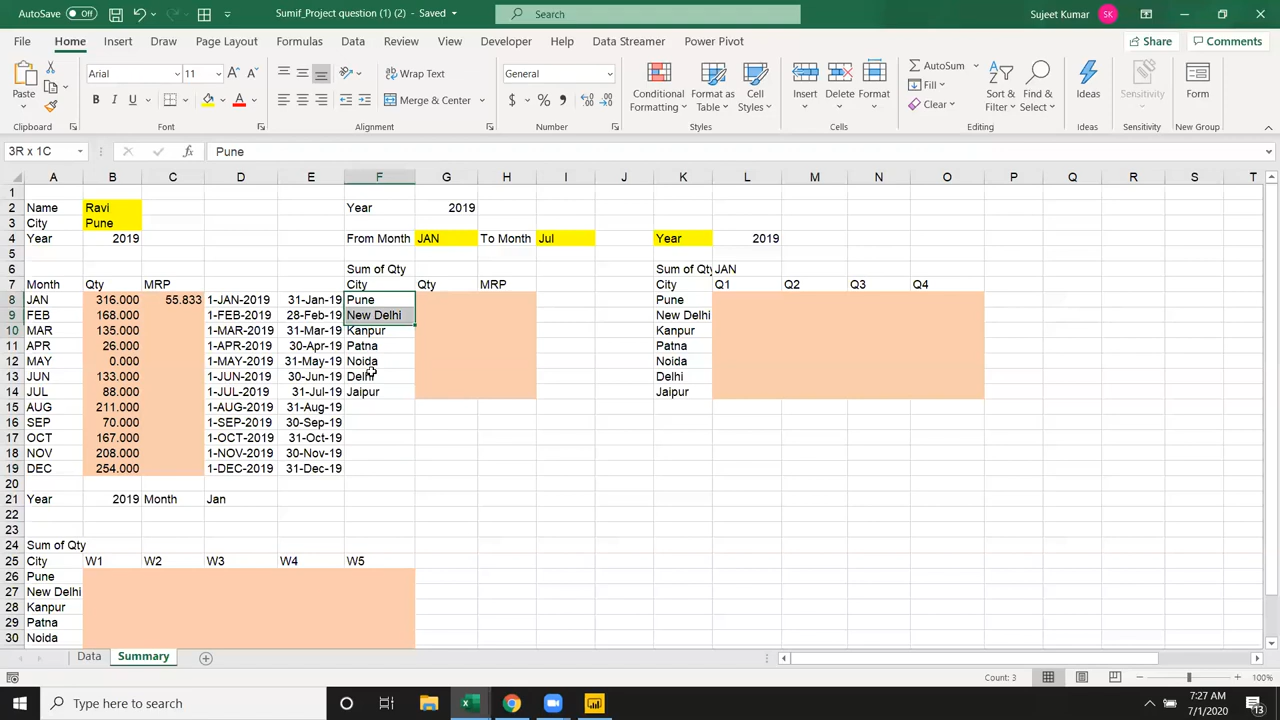 AutoSave Off Sumif_Project question (1) (2) - Saved Search Sujeet Kumar SK
File Home Insert Draw Page Layout Formulas Data Review View Developer Help Data Streamer Power Pivot Share Comments
Paste Arial 11 Wrap Text General Conditional Formatting Format as Table Cell Styles Insert Delete Format AutoSum Fill Clear Sort & Filter Find & Select Ideas Sensitivity Form
Merge & Center
Clipboard Font Alignment Number Styles Cells Editing Ideas Sensitivity New Group
3R x 1C fx Pune
A B C D E F G H I J K L M N O P Q R S T
1
2 Name Ravi Year 2019
3 City Pune
4 Year 2019 From Month JAN To Month Jul Year 2019
5
6 Sum of Qty Sum of Qty JAN
7 Month Qty MRP City Qty MRP City Q1 Q2 Q3 Q4
8 JAN 316.000 55.833 1-JAN-2019 31-Jan-19 Pune Pune
9 FEB 168.000 1-FEB-2019 28-Feb-19 New Delhi New Delhi
10 MAR 135.000 1-MAR-2019 31-Mar-19 Kanpur Kanpur
11 APR 26.000 1-APR-2019 30-Apr-19 Patna Patna
12 MAY 0.000 1-MAY-2019 31-May-19 Noida Noida
13 JUN 133.000 1-JUN-2019 30-Jun-19 Delhi Delhi
14 JUL 88.000 1-JUL-2019 31-Jul-19 Jaipur Jaipur
15 AUG 211.000 1-AUG-2019 31-Aug-19
16 SEP 70.000 1-SEP-2019 30-Sep-19
17 OCT 167.000 1-OCT-2019 31-Oct-19
18 NOV 208.000 1-NOV-2019 30-Nov-19
19 DEC 254.000 1-DEC-2019 31-Dec-19
20
21 Year 2019 Month Jan
22
23
24 Sum of Qty
25 City W1 W2 W3 W4 W5
26 Pune
27 New Delhi
28 Kanpur
29 Patna
30 Noida
Data Summary
Count: 3 100%
Type here to search 7:27 AM
7/1/2020